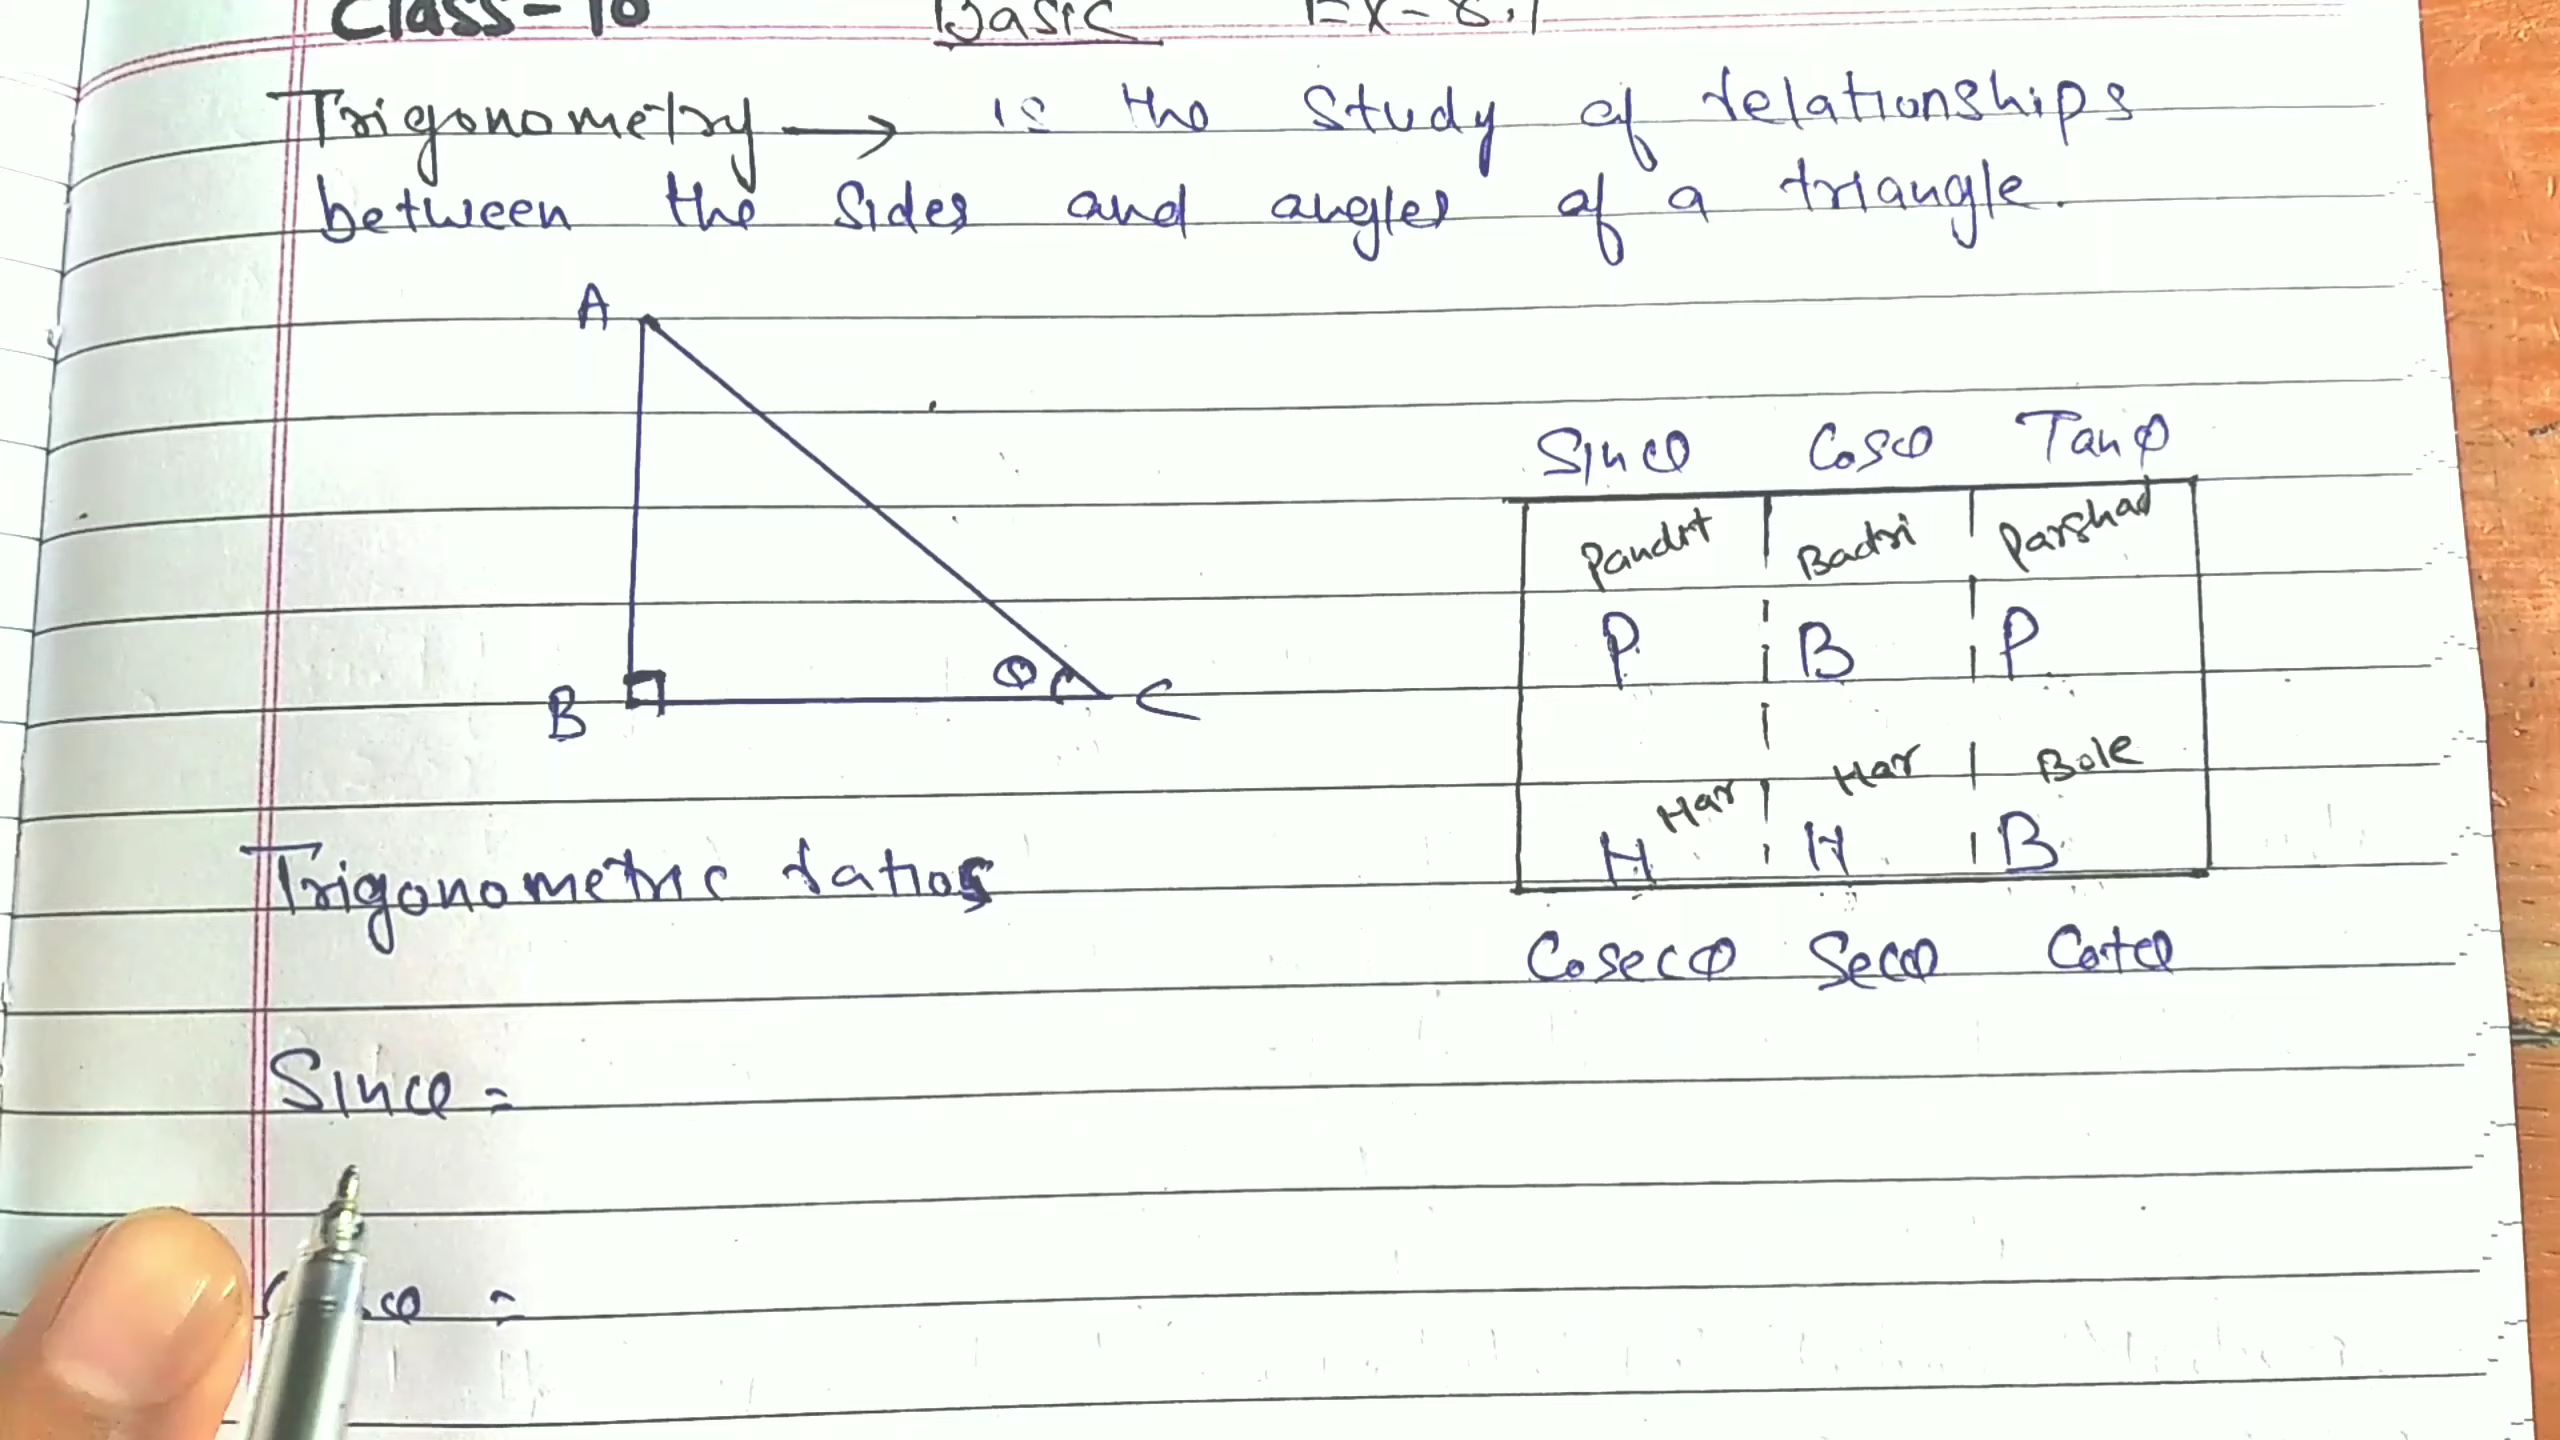 Class-10 Basic Ex-8.1
Trigonometry → is the study of relationships
between the sides and angles of a triangle.
A
B
θ
C
Sinθ Cosθ Tanθ
Pandit Badri Parshad
P B P
Har Har Bole
H H B
Cosecθ Secθ Cotθ
Trigonometric ratios
Sinθ =
=